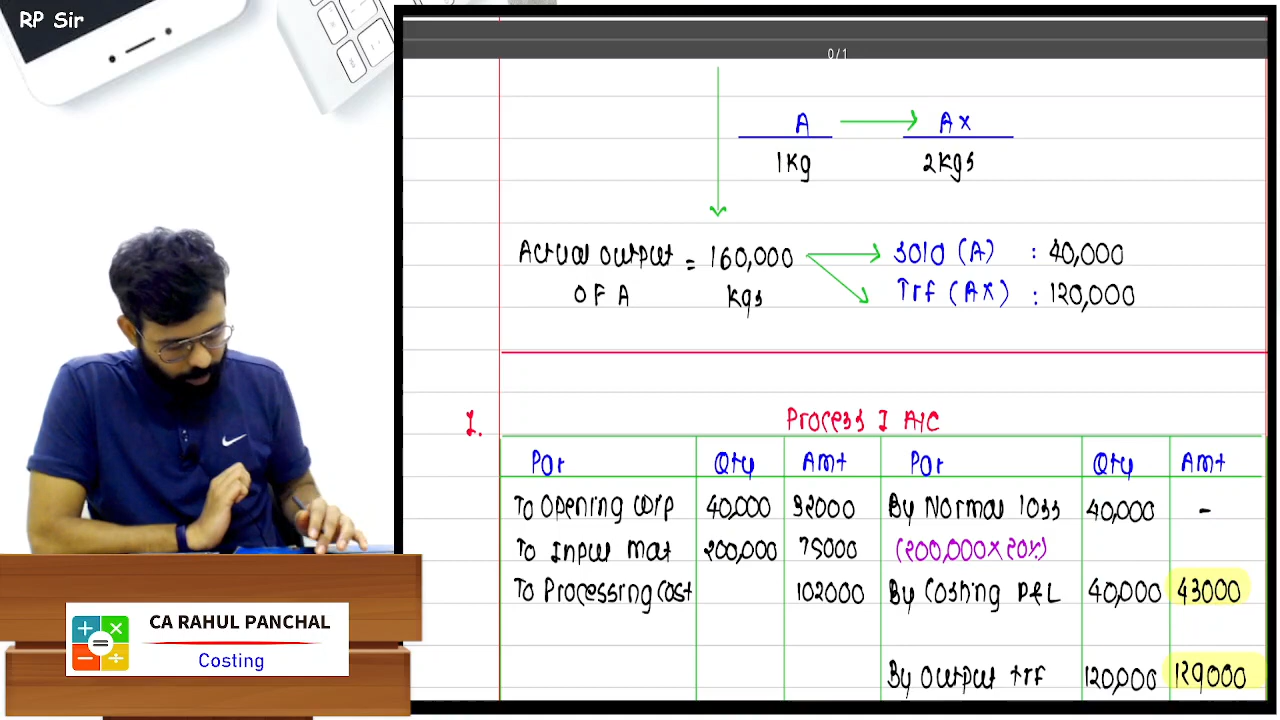 RP Sir
0/1
A → AX
1Kg 2Kgs
Actual output = 160,000 → Sold (A) : 40,000
OF A Kgs Trf (AX) : 120,000
I. Process I A/C
Par Qty Amt Par Qty Amt
To Opening WIP 40,000 32000 By Normal loss 40,000 -
To Input Mat 200,000 75000 (200,000×20%)
To Processing Cost 102000 By Costing P&L 40,000 43000
By Output trf 120,000 129000
CA RAHUL PANCHAL
Costing